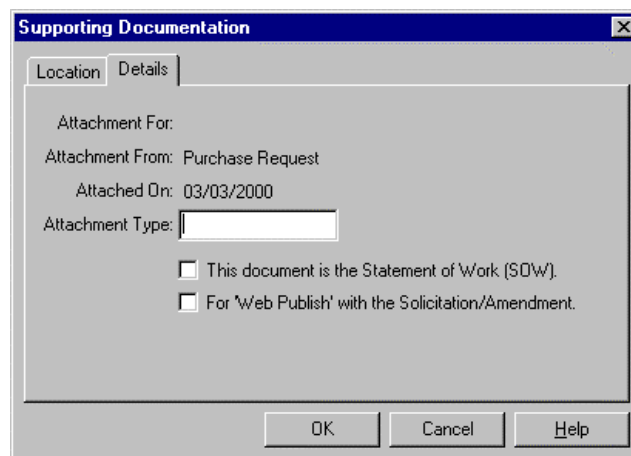 Supporting Documentation
Location Details
Attachment For:
Attachment From: Purchase Request
Attached On: 03/03/2000
Attachment Type:
This document is the Statement of Work (SOW).
For 'Web Publish' with the Solicitation/Amendment.
OK Cancel Help